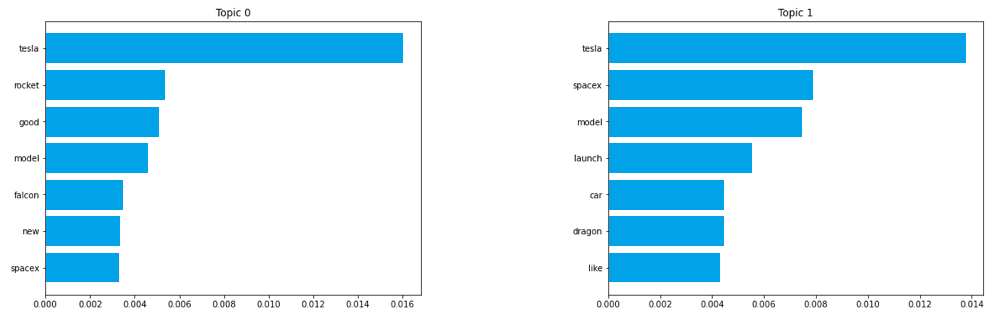 Topic 0
tesla
rocket
good
model
falcon
new
spacex
0.000 0.002 0.004 0.006 0.008 0.010 0.012 0.014 0.016
Topic 1
tesla
spacex
model
launch
car
dragon
like
0.000 0.002 0.004 0.006 0.008 0.010 0.012 0.014